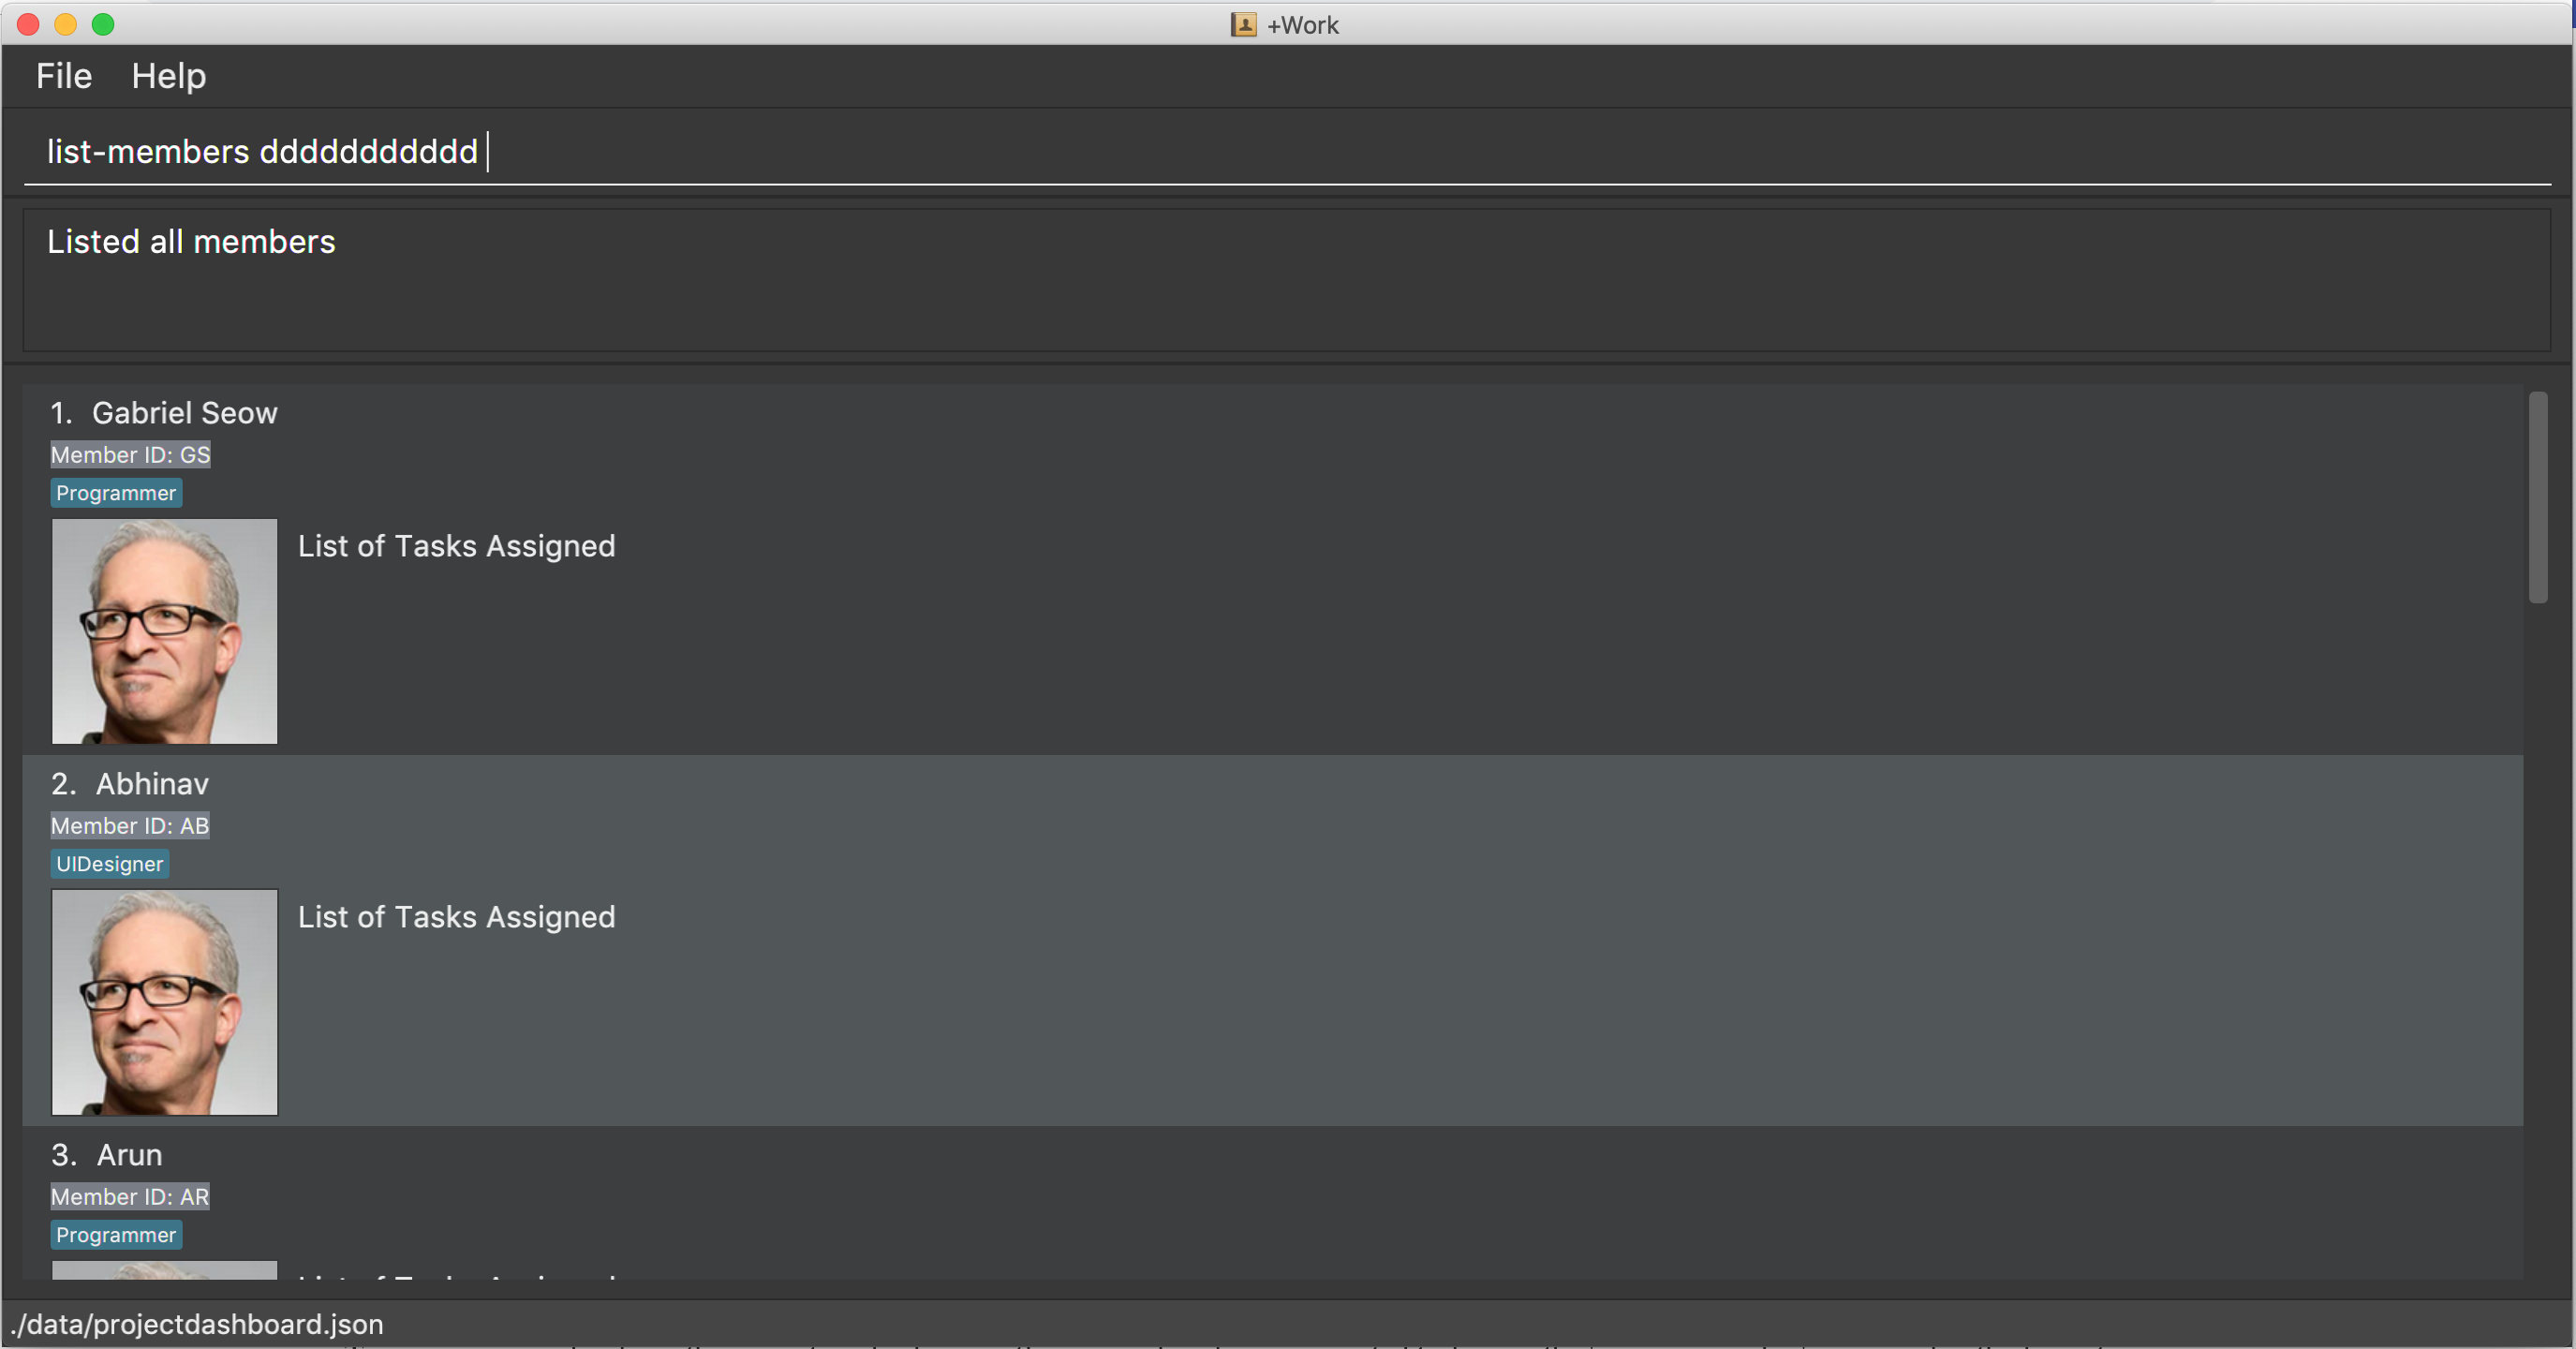 +Work
File Help
list-members ddddddddddd
Listed all members
1. Gabriel Seow
Member ID: GS
Programmer
List of Tasks Assigned
2. Abhinav
Member ID: AB
UIDesigner
List of Tasks Assigned
3. Arun
Member ID: AR
Programmer
./data/projectdashboard.json